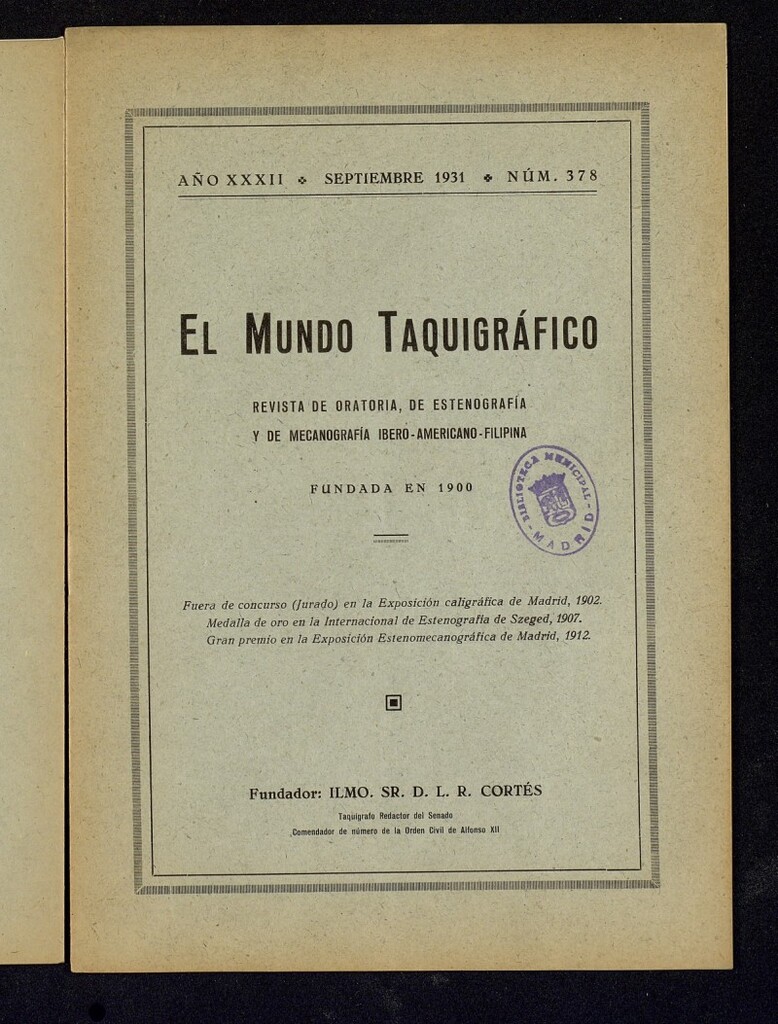 AÑO XXXII ❖ SEPTIEMBRE 1931 ❖ NÚM. 378
EL MUNDO TAQUIGRÁFICO
REVISTA DE ORATORIA, DE ESTENOGRAFÍA
Y DE MECANOGRAFÍA IBERO-AMERICANO-FILIPINA
FUNDADA EN 1900
BIBLIOTECA MUNICIPAL - MADRID -
Fuera de concurso (Jurado) en la Exposición caligráfica de Madrid, 1902.
Medalla de oro en la Internacional de Estenografía de Szeged, 1907.
Gran premio en la Exposición Estenomecanográfica de Madrid, 1912.
Fundador: ILMO. SR. D. L. R. CORTÉS
Taquígrafo Redactor del Senado
Comendador de número de la Orden Civil de Alfonso XII